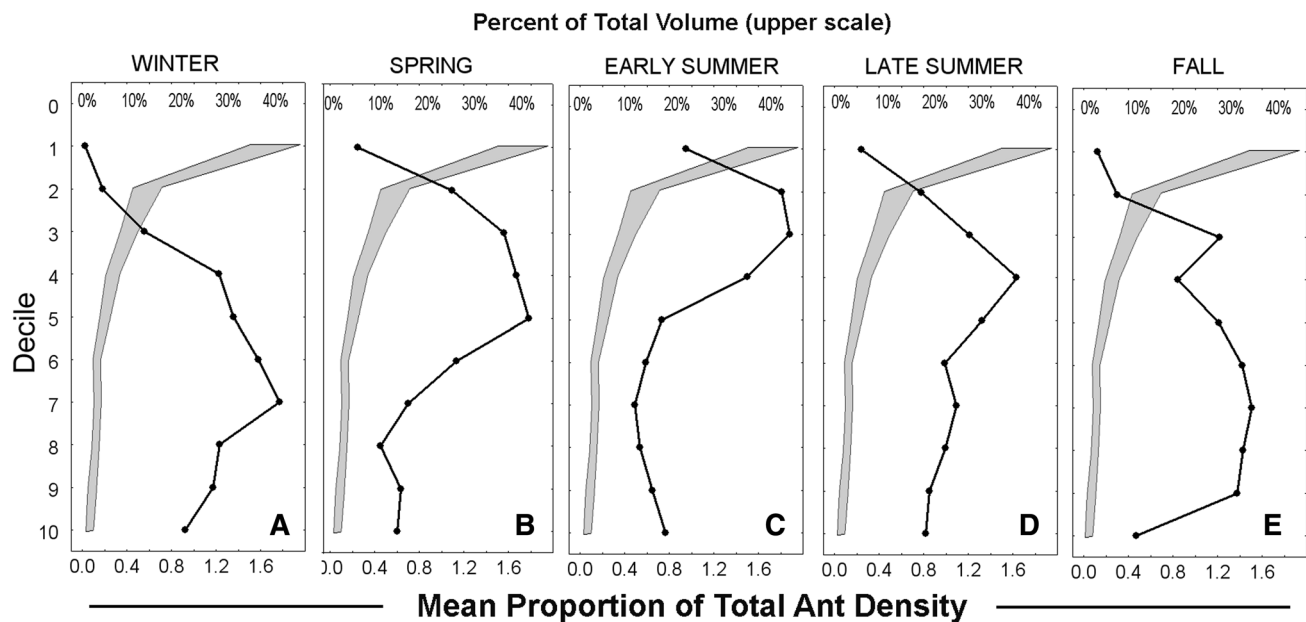 Percent of Total Volume (upper scale)
WINTER SPRING EARLY SUMMER LATE SUMMER FALL
0 0% 10% 20% 30% 40% 0% 10% 20% 30% 40% 0% 10% 20% 30% 40% 0% 10% 20% 30% 40% 0% 10% 20% 30% 40%
1
2
3
4
5
6
7
8
9
10
Decile
A B C D E
0.0 0.4 0.8 1.2 1.6 0.0 0.4 0.8 1.2 1.6 0.0 0.4 0.8 1.2 1.6 0.0 0.4 0.8 1.2 1.6 0.0 0.4 0.8 1.2 1.6
Mean Proportion of Total Ant Density